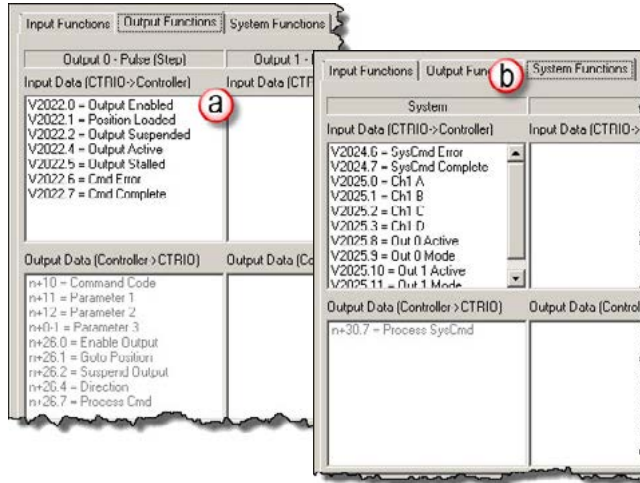 Input Functions Output Functions System Functions
Output 0 - Pulse (Step) Output 1 -
Input Data (CTRIO->Controller) Input Data (CTRIO
V2022.0 = Output Enabled
V2022.1 = Position Loaded
V2022.2 = Output Suspended
V2022.4 = Output Active
V2022.5 = Output Stalled
V2022.6 = Cmd Error
V2022.7 = Cmd Complete
a
Output Data (Controller>CTRIO) Output Data (Co
n+10 = Command Code
n+11 = Parameter 1
n+12 = Parameter 2
n+0-1 = Parameter 3
n+26.0 = Enable Output
n+26.1 = Goto Position
n+26.2 = Suspend Output
n+26.4 = Direction
n+26.7 = Process Cmd
Input Functions Output Func System Functions
b
System
Input Data (CTRIO->Controller) Input Data (CTRIO->
V2024.6 = SysCmd Error
V2024.7 = SysCmd Complete
V2025.0 = Ch1 A
V2025.1 = Ch1 B
V2025.2 = Ch1 C
V2025.3 = Ch1 D
V2025.8 = Out 0 Active
V2025.9 = Out 0 Mode
V2025.10 = Out 1 Active
V2025.11 = Out 1 Mode
Output Data (Controller>CTRIO) Output Data (Control
n+30.7 = Process SysCmd